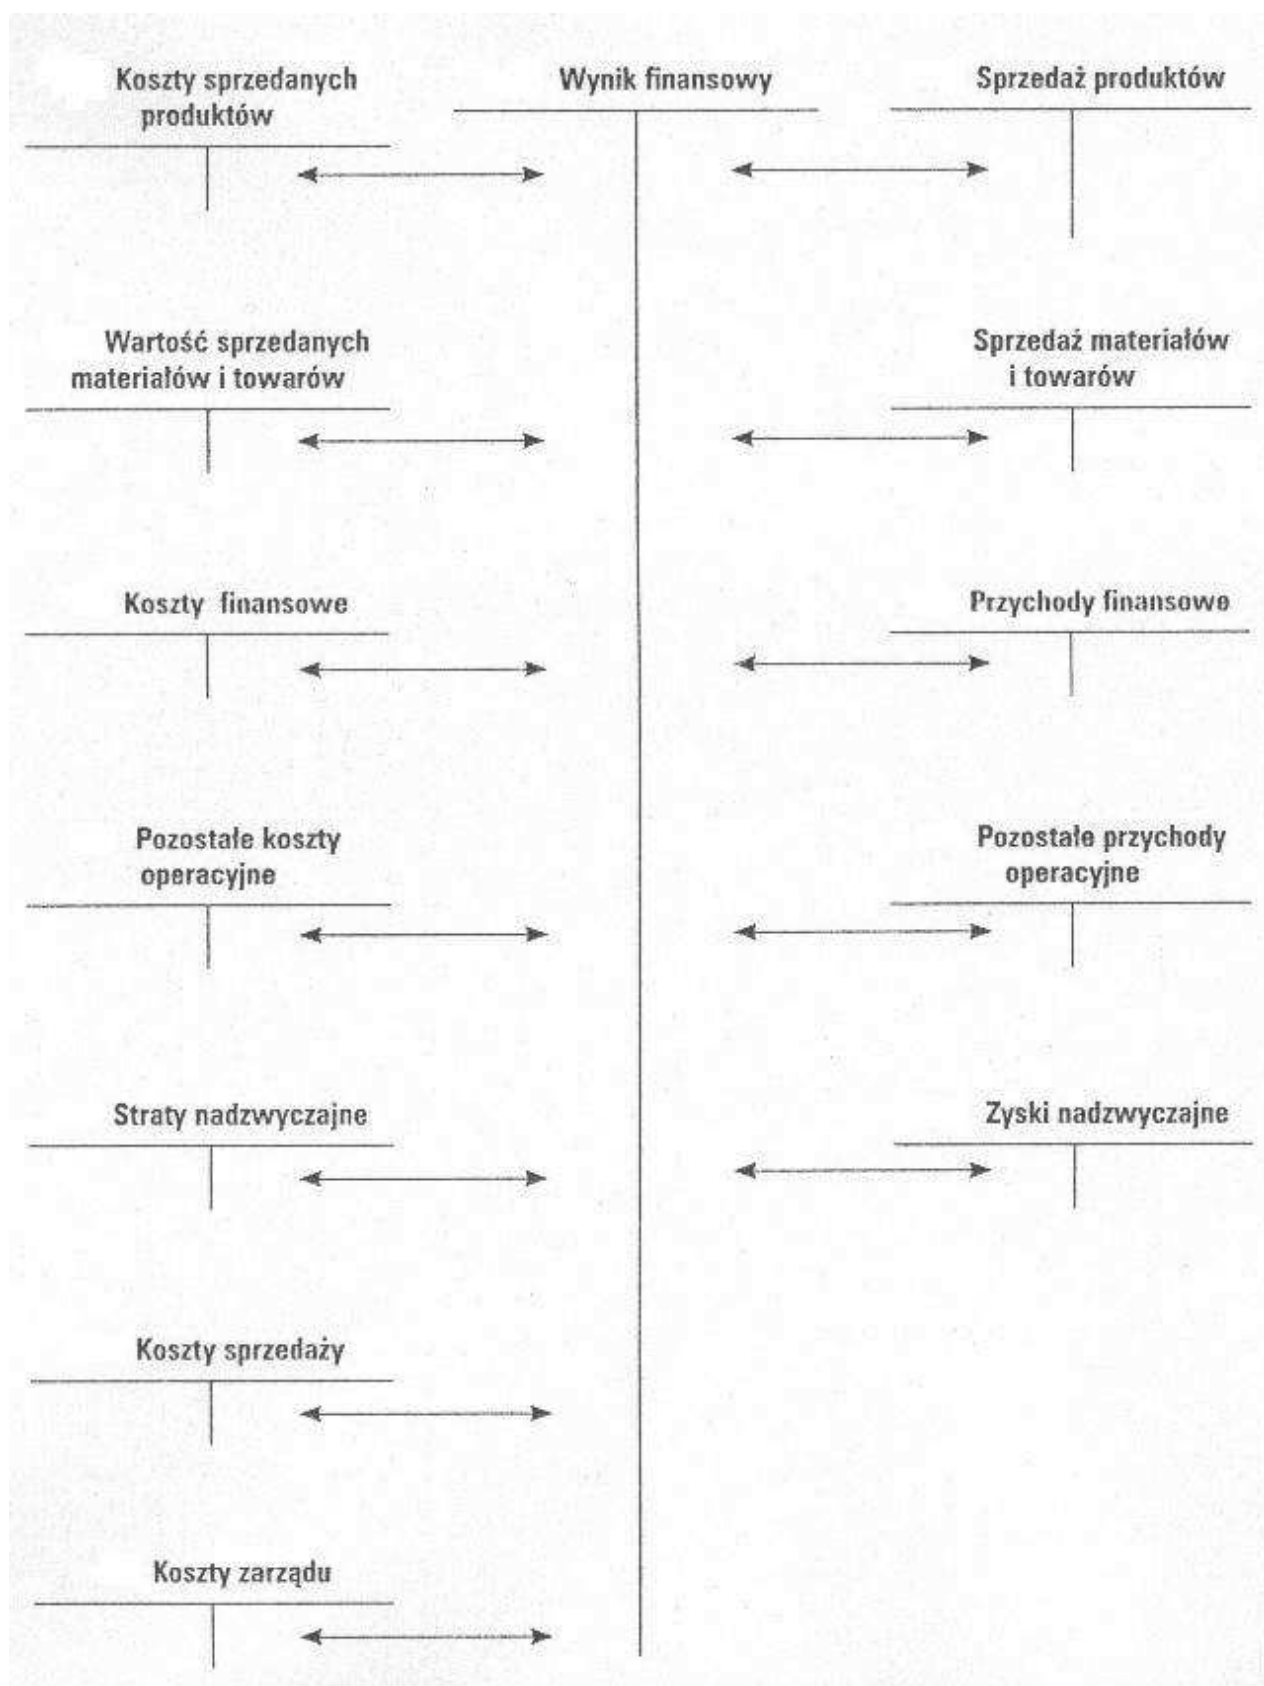 Koszty sprzedanych
produktów
Wynik finansowy
Sprzedaż produktów
Wartość sprzedanych
materiałów i towarów
Sprzedaż materiałów
i towarów
Koszty finansowe
Przychody finansowe
Pozostałe koszty
operacyjne
Pozostałe przychody
operacyjne
Straty nadzwyczajne
Zyski nadzwyczajne
Koszty sprzedaży
Koszty zarządu